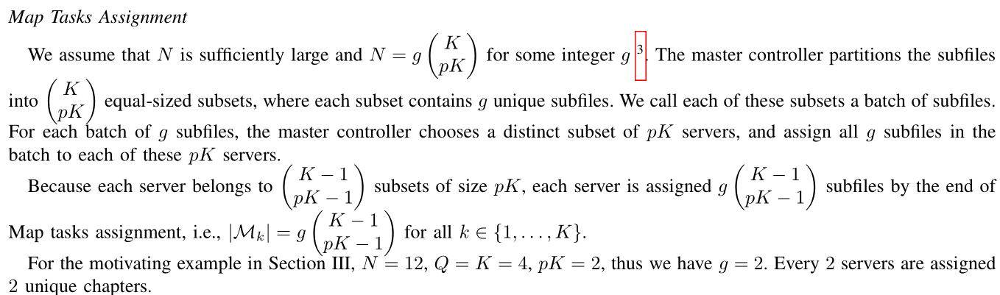 Map Tasks Assignment
We assume that N is sufficiently large and N = g\binom{K}{pK} for some integer g ^3. The master controller partitions the subfiles
into \binom{K}{pK} equal-sized subsets, where each subset contains g unique subfiles. We call each of these subsets a batch of subfiles.
For each batch of g subfiles, the master controller chooses a distinct subset of pK servers, and assign all g subfiles in the
batch to each of these pK servers.
Because each server belongs to \binom{K-1}{pK-1} subsets of size pK, each server is assigned g\binom{K-1}{pK-1} subfiles by the end of
Map tasks assignment, i.e., |\mathcal{M}_k| = g\binom{K-1}{pK-1} for all k ∈ {1, . . . , K}.
For the motivating example in Section III, N = 12, Q = K = 4, pK = 2, thus we have g = 2. Every 2 servers are assigned
2 unique chapters.